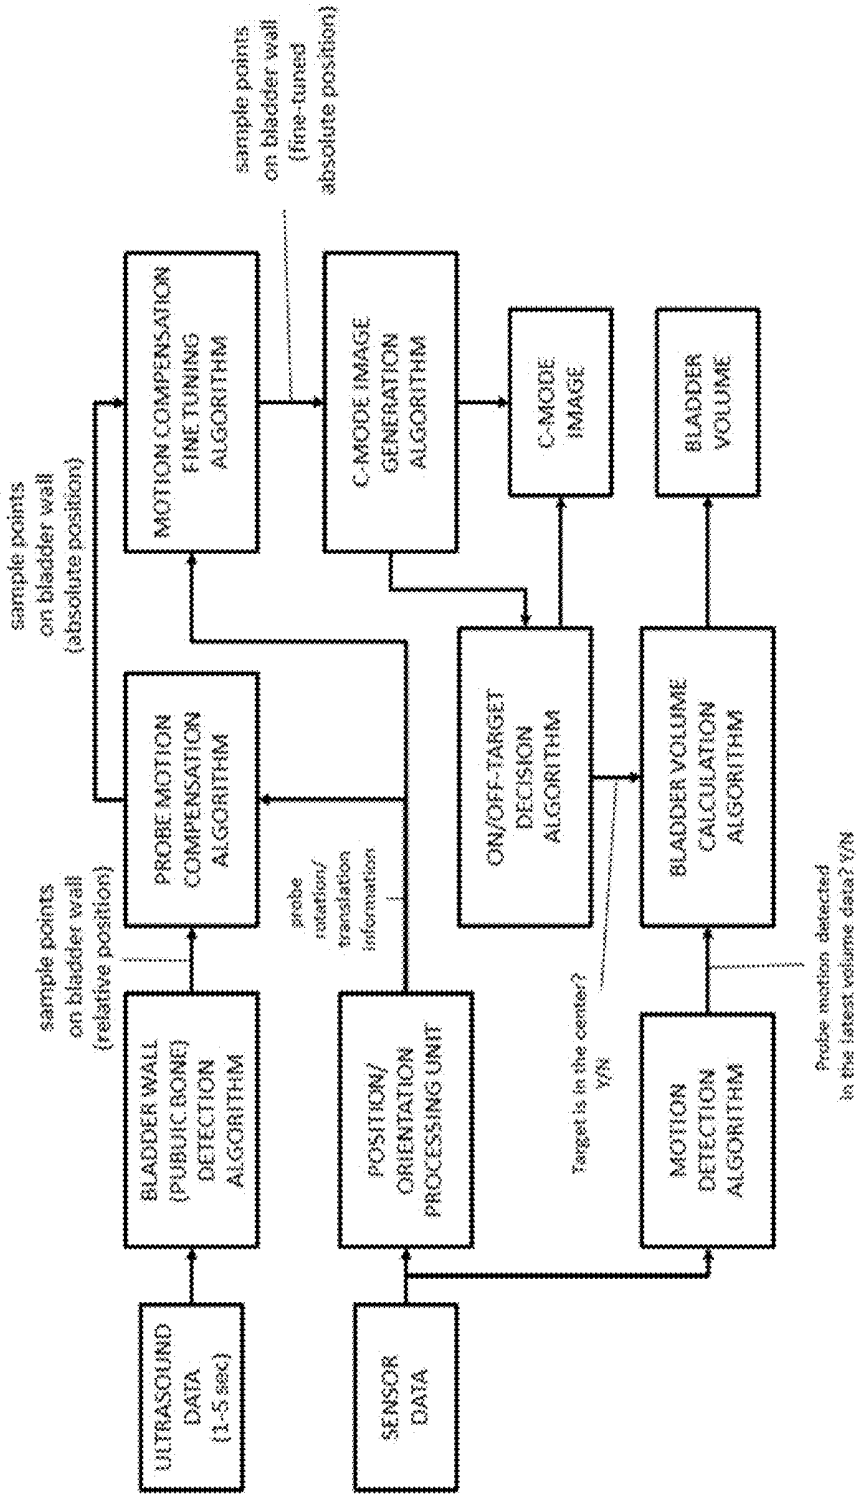 sample points
on bladder wall
(absolute position)
sample points
on bladder wall
(relative position)
ULTRASOUND
DATA
(1-5 sec)
BLADDER WALL
(PUBLIC BONE)
DETECTION
ALGORITHM
PROBE MOTION
COMPENSATION
ALGORITHM
MOTION COMPENSATION
FINE TUNING
ALGORITHM
sample points
on bladder wall
(fine-tuned
absolute position)
probe
rotation/
translation
information
SENSOR
DATA
POSITION/
ORIENTATION
PROCESSING UNIT
C-MODE IMAGE
GENERATION
ALGORITHM
ON/OFF-TARGET
DECISION
ALGORITHM
C-MODE
IMAGE
Target is in the center?
Y/N
MOTION
DETECTION
ALGORITHM
BLADDER VOLUME
CALCULATION
ALGORITHM
BLADDER
VOLUME
Probe motion detected
in the latest volume data? Y/N